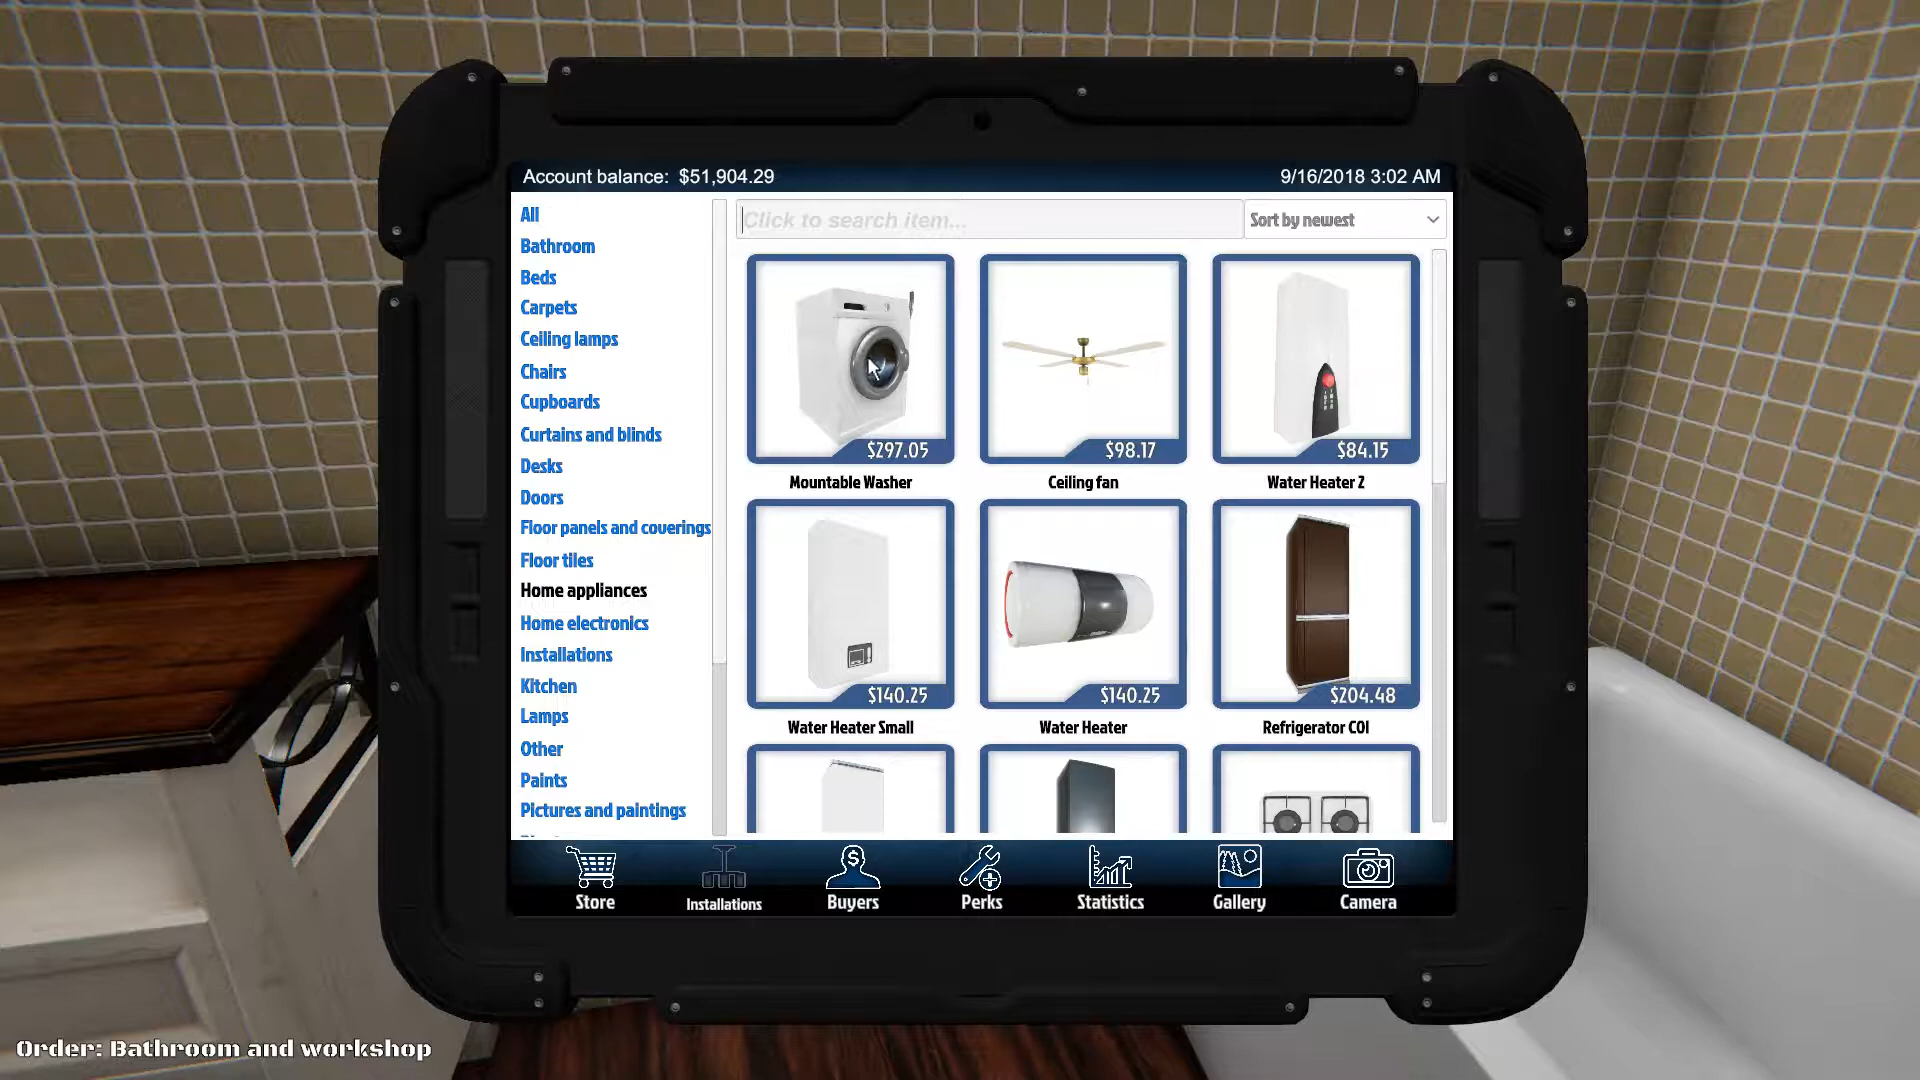 Account balance: $51,904.29
9/16/2018 3:02 AM
All
Bathroom
Beds
Carpets
Ceiling lamps
Chairs
Cupboards
Curtains and blinds
Desks
Doors
Floor panels and coverings
Floor tiles
Home appliances
Home electronics
Installations
Kitchen
Lamps
Other
Paints
Pictures and paintings
Click to search item...
Sort by newest
$297.05
$98.17
$84.15
Mountable Washer
Ceiling fan
Water Heater 2
$140.25
$140.25
$204.48
Water Heater Small
Water Heater
Refrigerator C01
Store
Installations
Buyers
Perks
Statistics
Gallery
Camera
Order: Bathroom and workshop